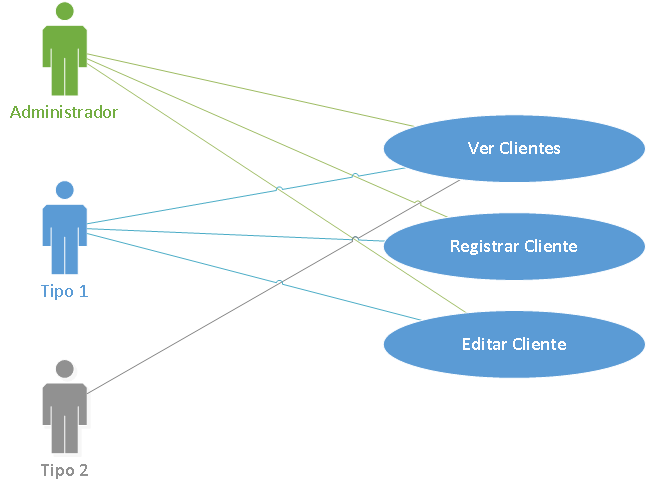 Administrador
Ver Clientes
Registrar Cliente
Tipo 1
Editar Cliente
Tipo 2